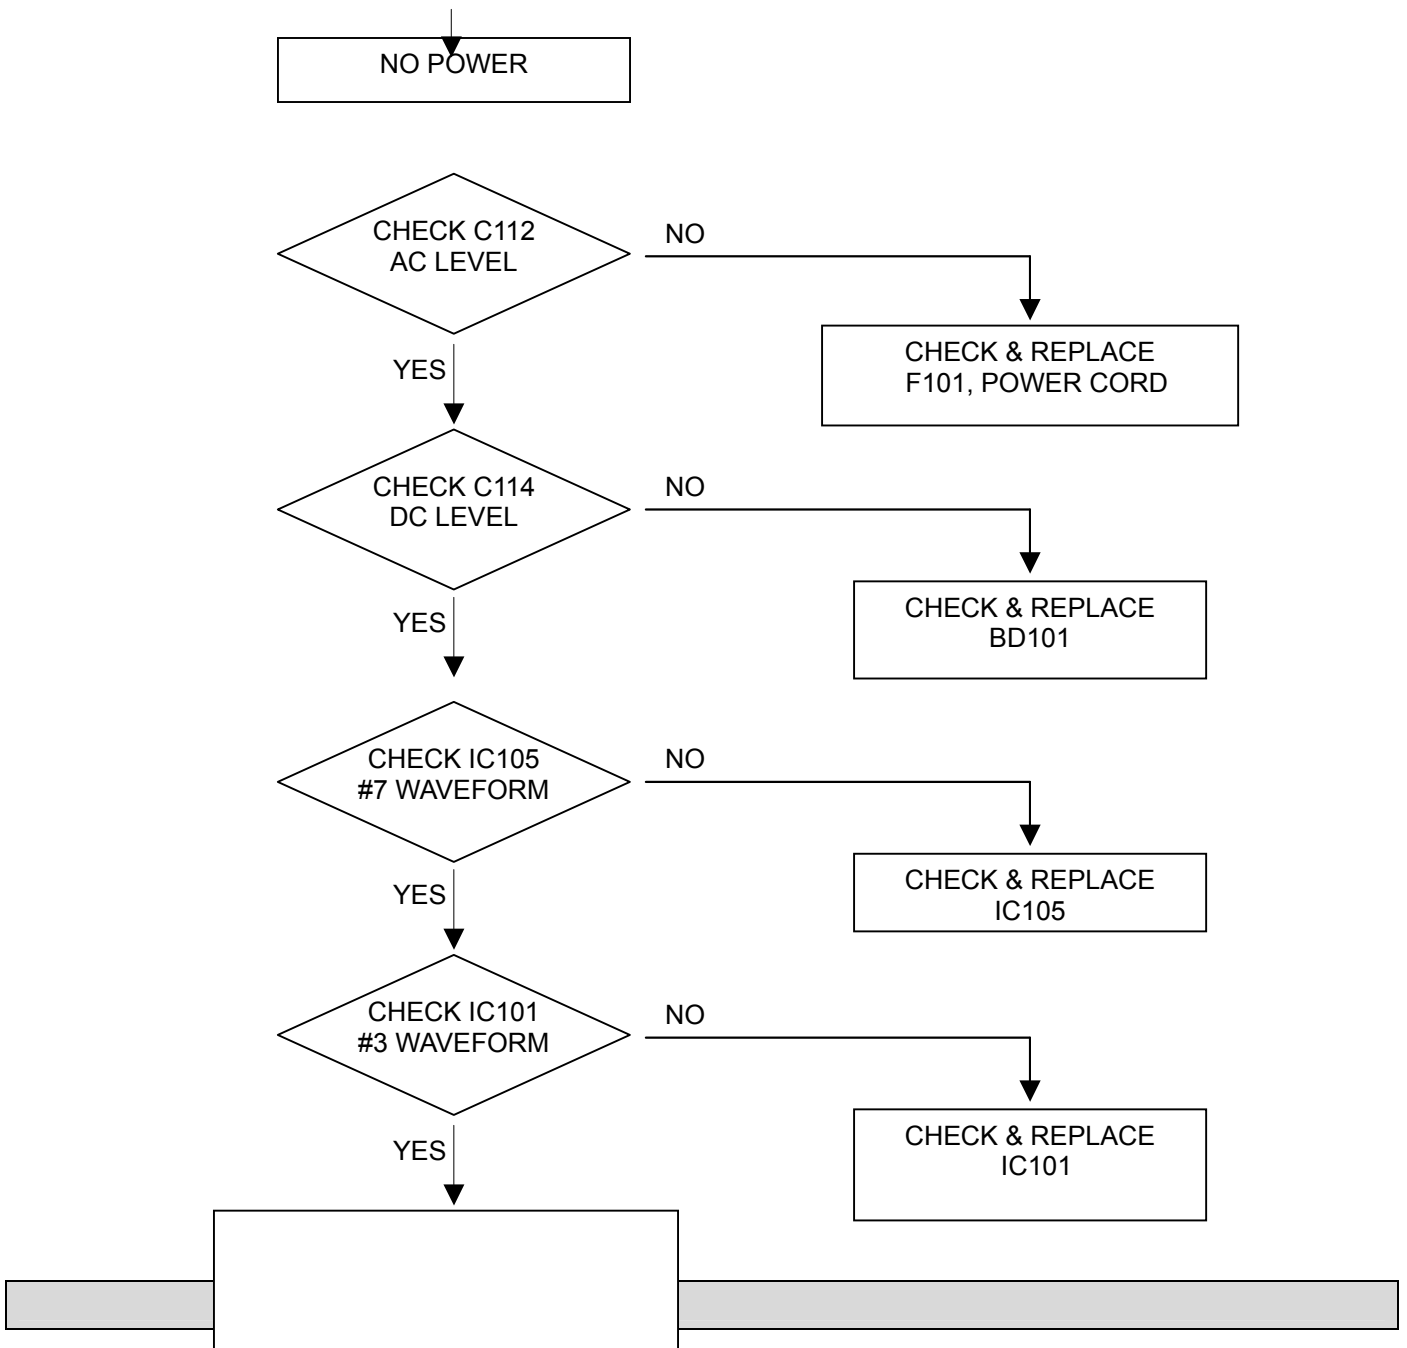 NO POWER
CHECK C112
AC LEVEL
NO
CHECK & REPLACE
F101, POWER CORD
YES
CHECK C114
DC LEVEL
NO
CHECK & REPLACE
BD101
YES
CHECK IC105
#7 WAVEFORM
NO
CHECK & REPLACE
IC105
YES
CHECK IC101
#3 WAVEFORM
NO
CHECK & REPLACE
IC101
YES